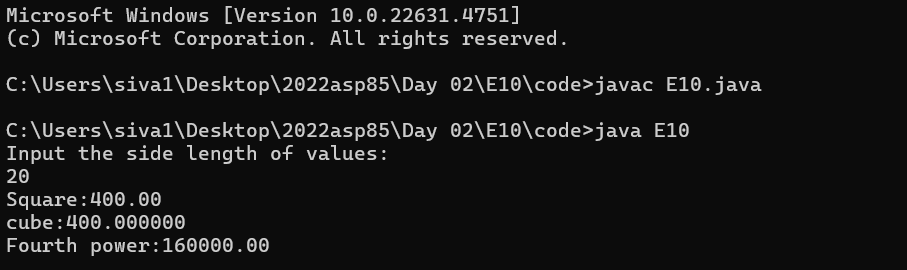 Microsoft Windows [Version 10.0.22631.4751]
(c) Microsoft Corporation. All rights reserved.
C:\Users\siva1\Desktop\2022asp85\Day 02\E10\code>javac E10.java
C:\Users\siva1\Desktop\2022asp85\Day 02\E10\code>java E10
Input the side length of values:
20
Square:400.00
cube:400.000000
Fourth power:160000.00